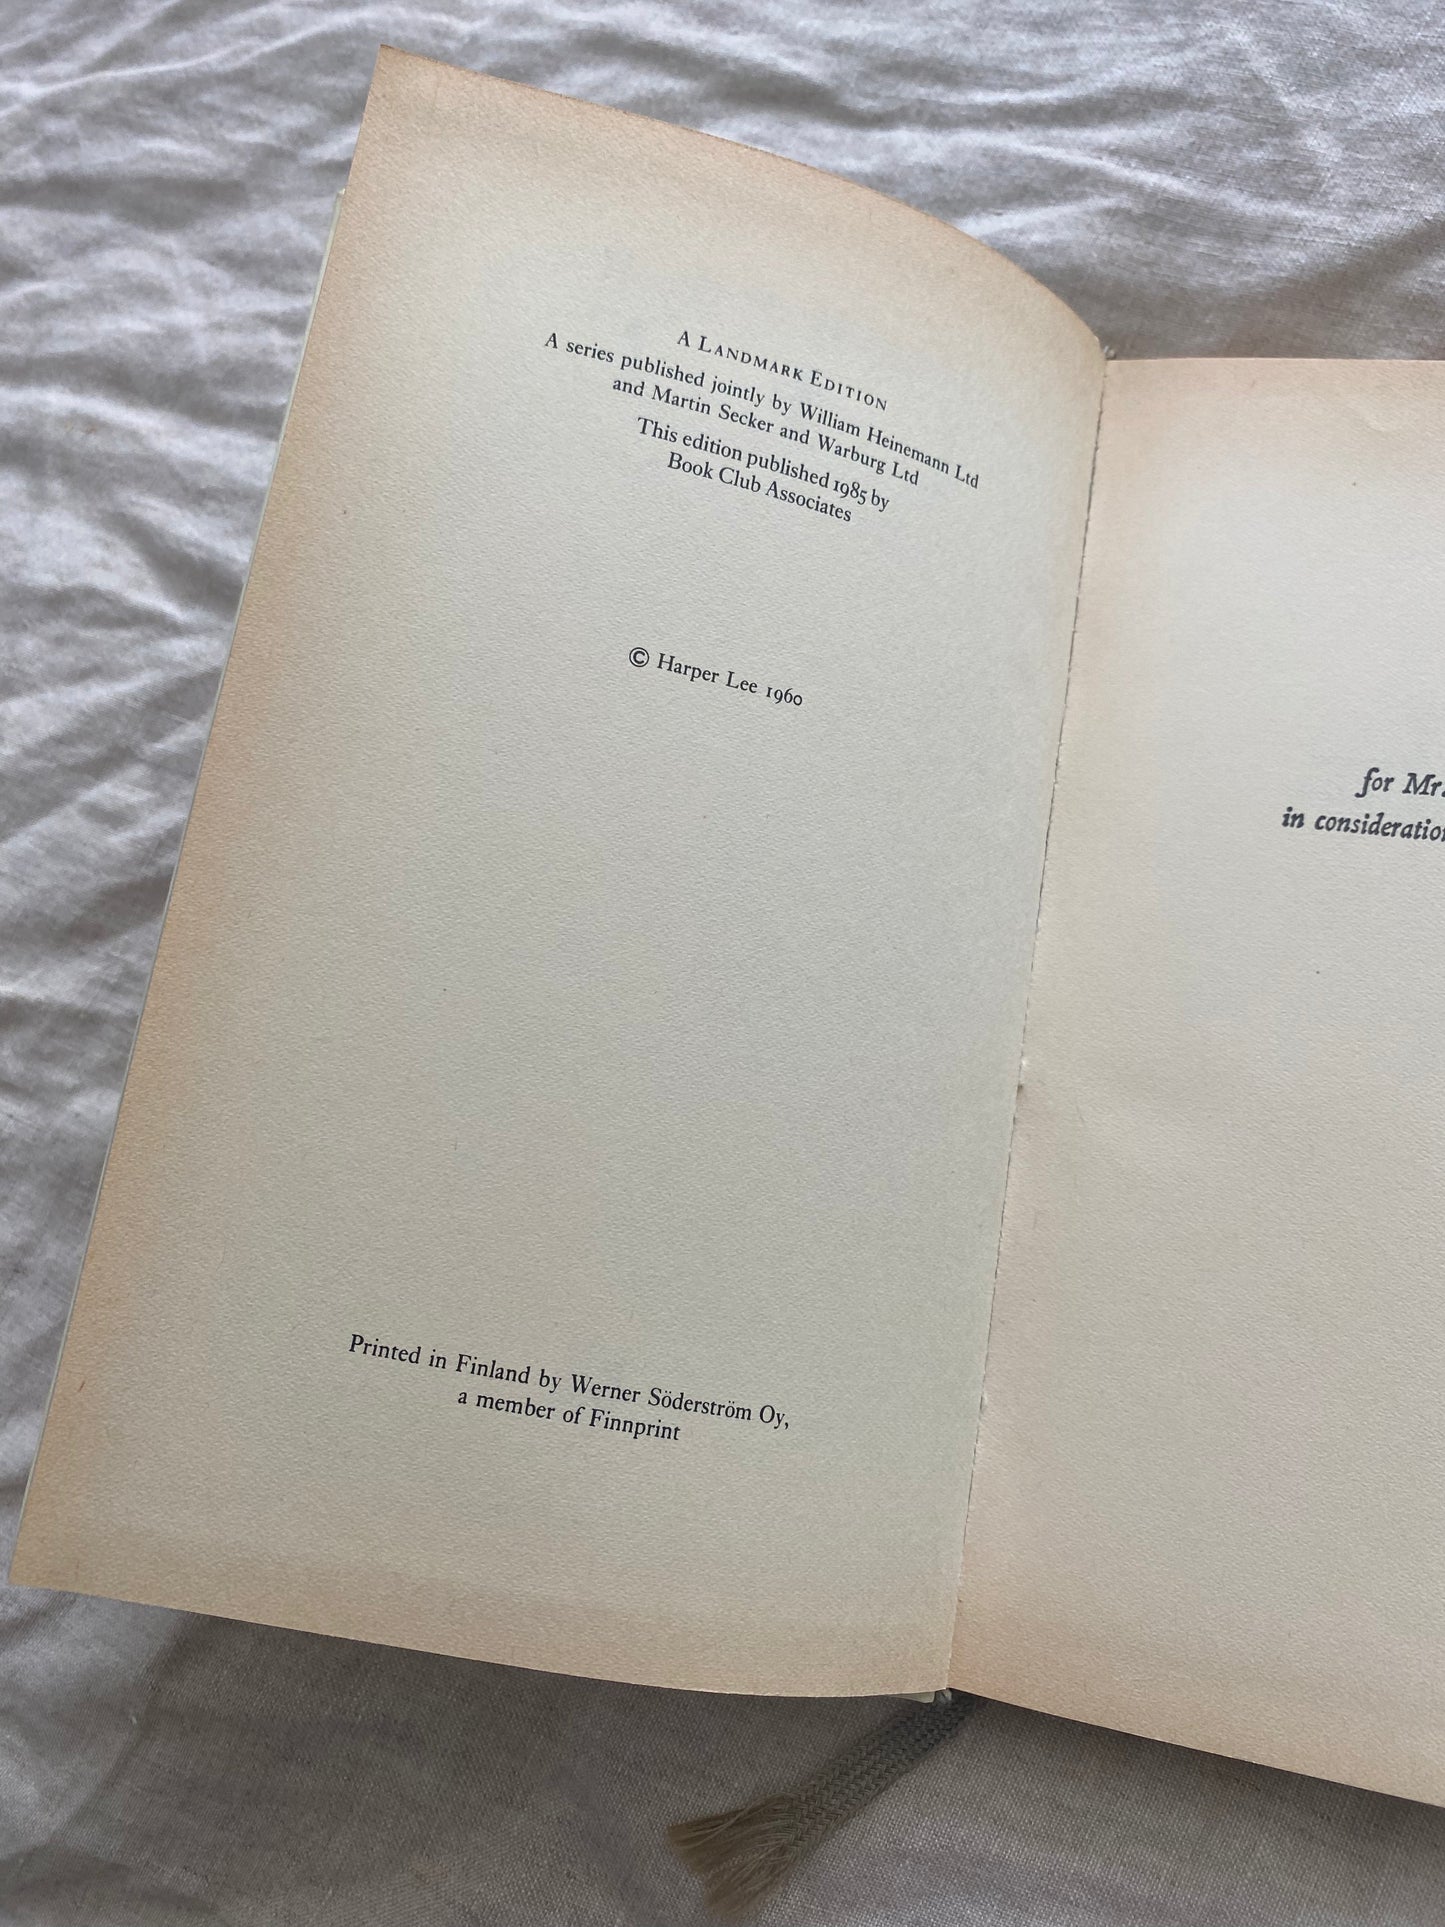 A LANDMARK EDITION
A series published jointly by William Heinemann Ltd
and Martin Secker and Warburg Ltd
This edition published 1985 by
Book Club Associates
© Harper Lee 1960
Printed in Finland by Werner Söderström Oy,
a member of Finnprint
for Mr.
in consideration